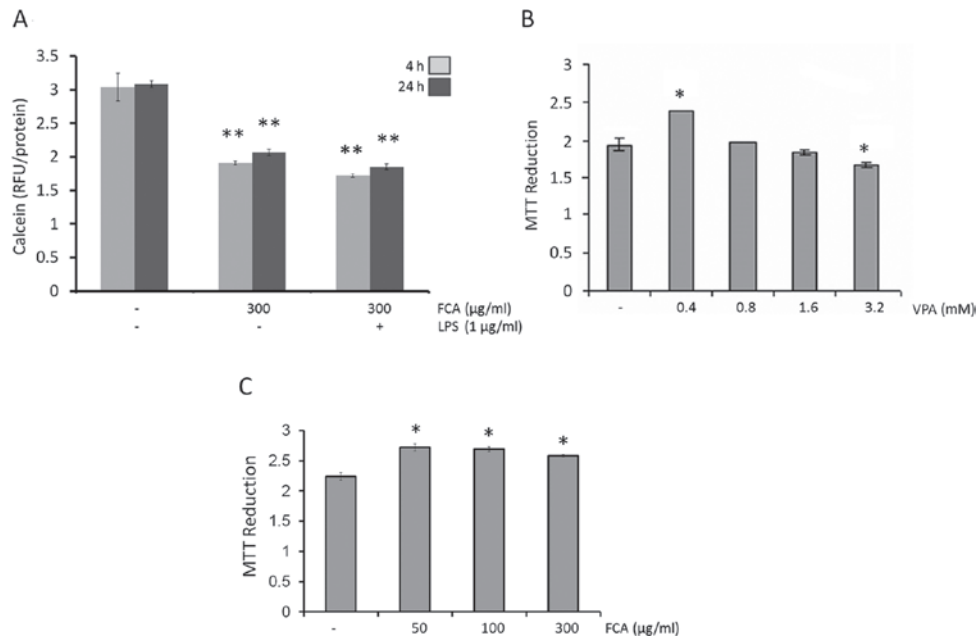 A
4 h
24 h
3.5
3
2.5
2
1.5
1
0.5
0
Calcein (RFU/protein)
** **
** **
- 300 300 FCA (µg/ml)
- - + LPS (1 µg/ml)
B
3
2.5
2
1.5
1
0.5
0
MTT Reduction
*
*
- 0.4 0.8 1.6 3.2 VPA (mM)
C
3
2.5
2
1.5
1
0.5
0
MTT Reduction
* * *
- 50 100 300 FCA (µg/ml)